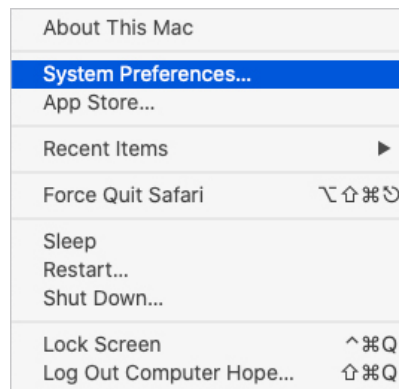 About This Mac
System Preferences...
App Store...
Recent Items ▶
Force Quit Safari ⌥⇧⌘⎋
Sleep
Restart...
Shut Down...
Lock Screen ^⌘Q
Log Out Computer Hope... ⇧⌘Q